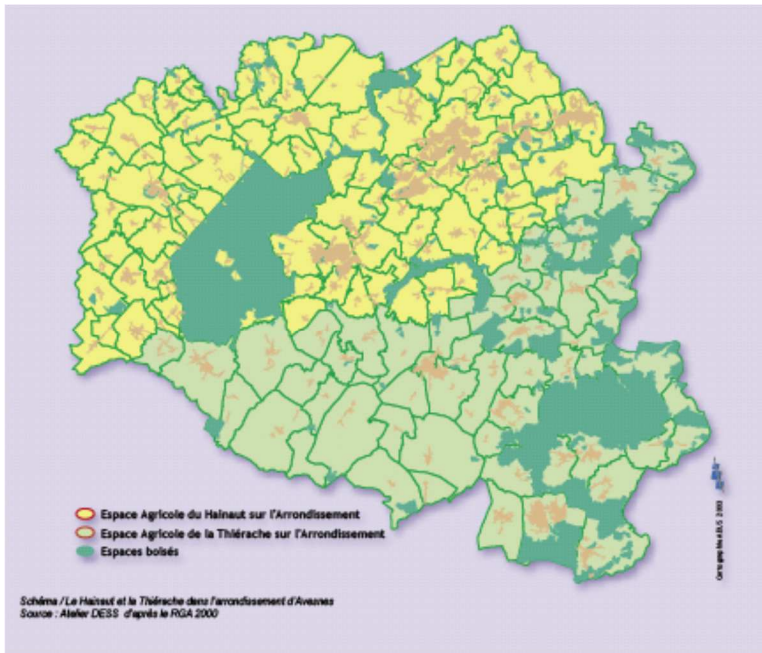 Espace Agricole du Hainaut sur l'Arrondissement
Espace Agricole de la Thiérache sur l'Arrondissement
Espaces boisés
Schéma / Le Hainaut et la Thiérache dans l'arrondissement d'Avesnes
Source : Atelier DESS d'après le RGA 2000